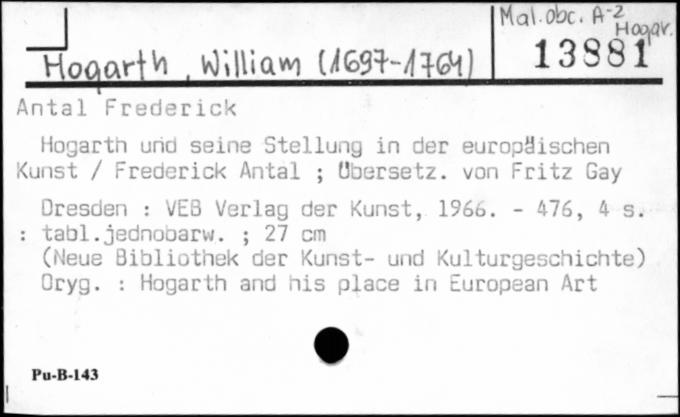 Mal. obc. A-2
Hogar.
13881
Hogarth, William (1697-1764)
Antal Frederick
Hogarth und seine Stellung in der europäischen
Kunst / Frederick Antal ; Übersetz. von Fritz Gay
Dresden : VEB Verlag der Kunst, 1966. - 476, 4 s.
: tabl.jednobarw. ; 27 cm
(Neue Bibliothek der Kunst- und Kulturgeschichte)
Oryg. : Hogarth and his place in European Art
Pu-B-143